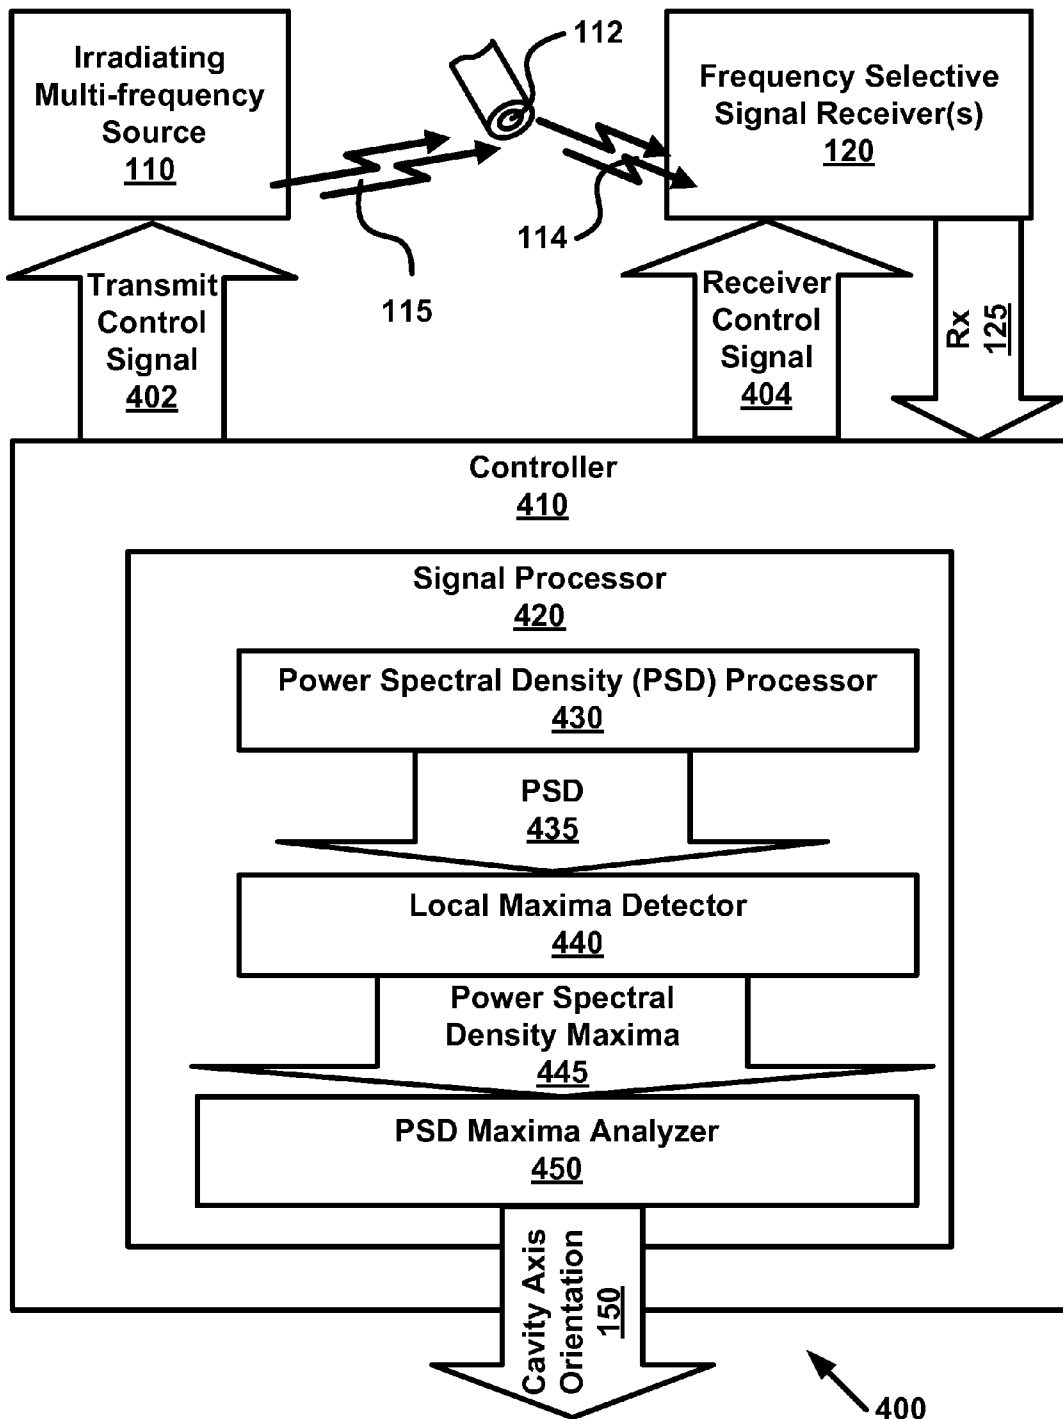 Irradiating
Multi-frequency
Source
110
112
Frequency Selective
Signal Receiver(s)
120
114
115
Transmit
Control
Signal
402
Receiver
Control
Signal
404
Rx
125
Controller
410
Signal Processor
420
Power Spectral Density (PSD) Processor
430
PSD
435
Local Maxima Detector
440
Power Spectral
Density Maxima
445
PSD Maxima Analyzer
450
Cavity Axis
Orientation
150
400